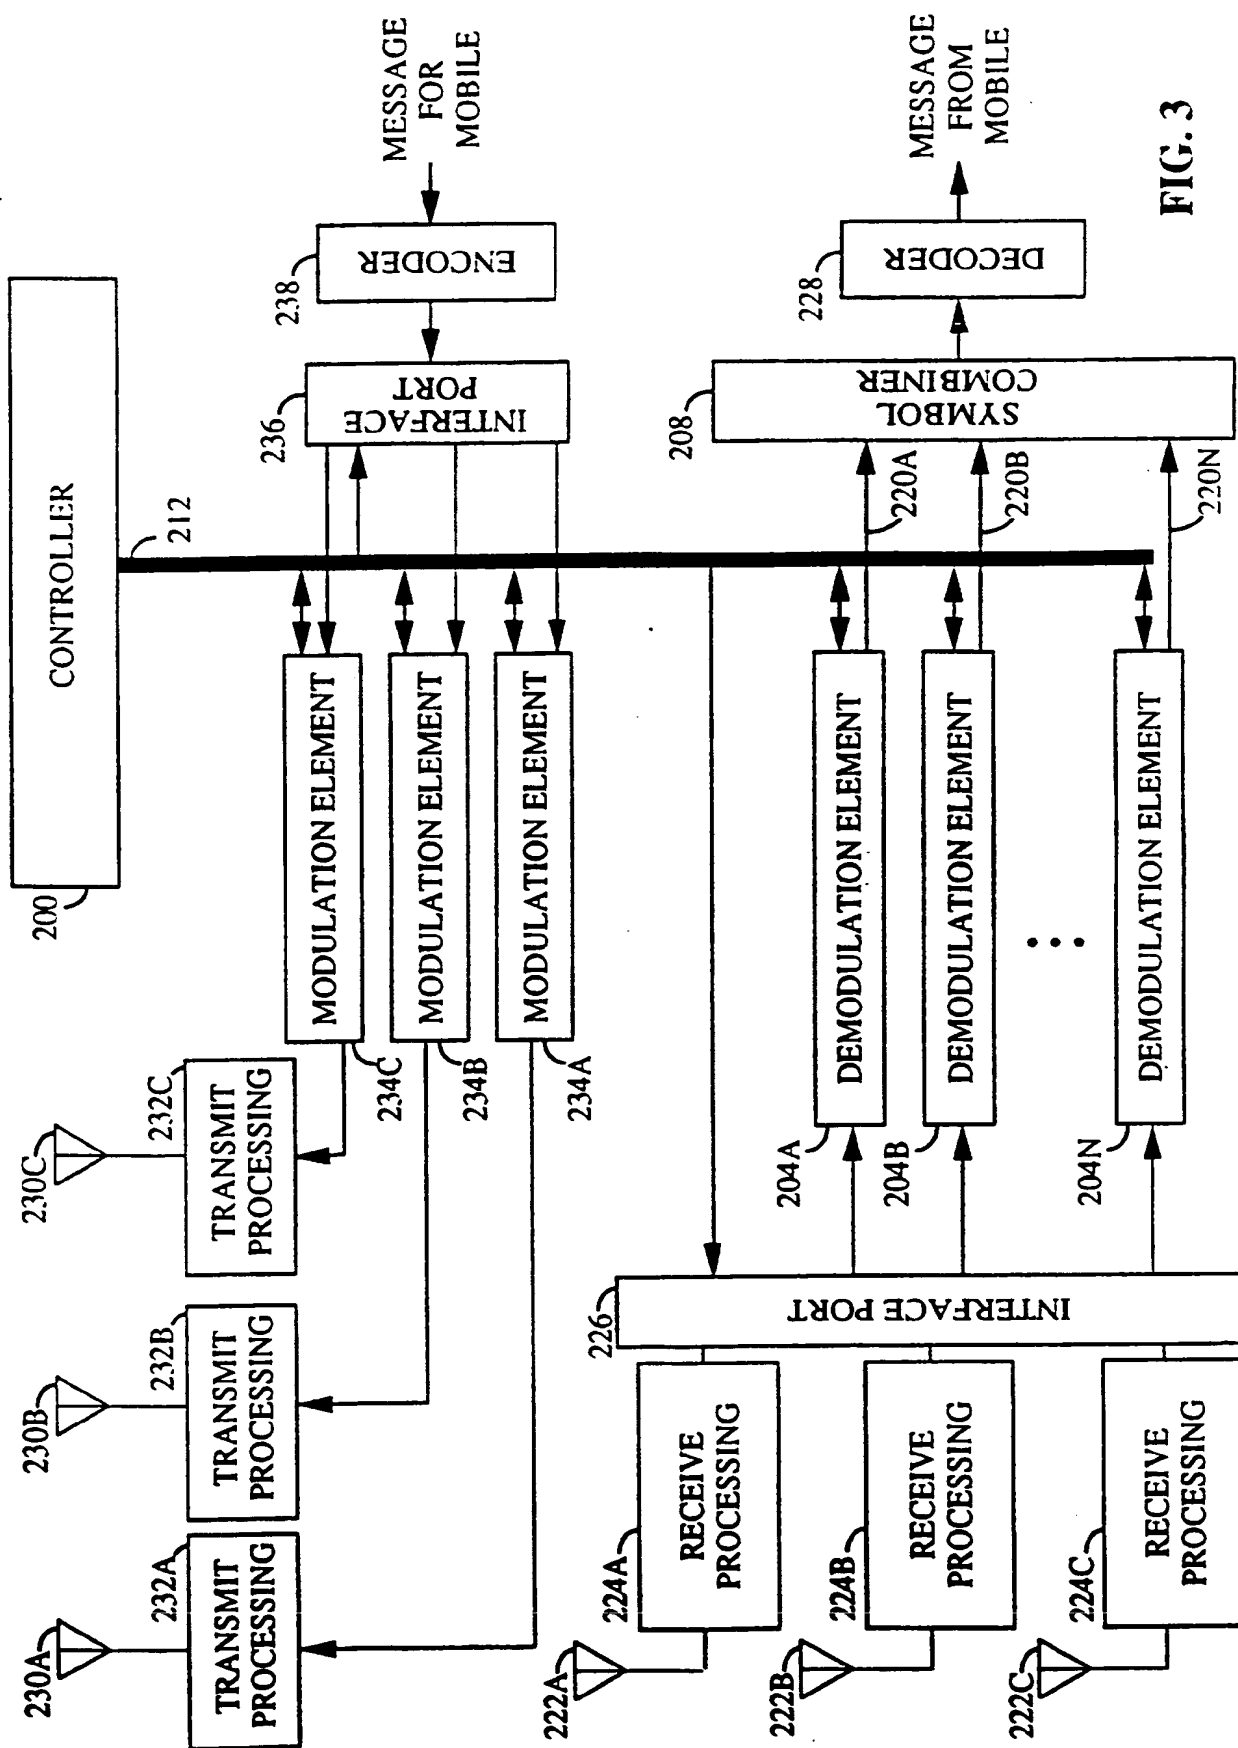 CONTROLLER
200
212
230A
232A
TRANSMIT
PROCESSING
230B
232B
TRANSMIT
PROCESSING
230C
232C
TRANSMIT
PROCESSING
MODULATION ELEMENT
234C
MODULATION ELEMENT
234B
MODULATION ELEMENT
234A
236
INTERFACE
PORT
238
ENCODER
MESSAGE
FOR
MOBILE
222A
224A
RECEIVE
PROCESSING
222B
224B
RECEIVE
PROCESSING
222C
224C
RECEIVE
PROCESSING
226
INTERFACE PORT
204A
DEMODULATION ELEMENT
220A
204B
DEMODULATION ELEMENT
220B
• • •
204N
DEMODULATION ELEMENT
220N
208
SYMBOL
COMBINER
228
DECODER
MESSAGE
FROM
MOBILE
FIG. 3